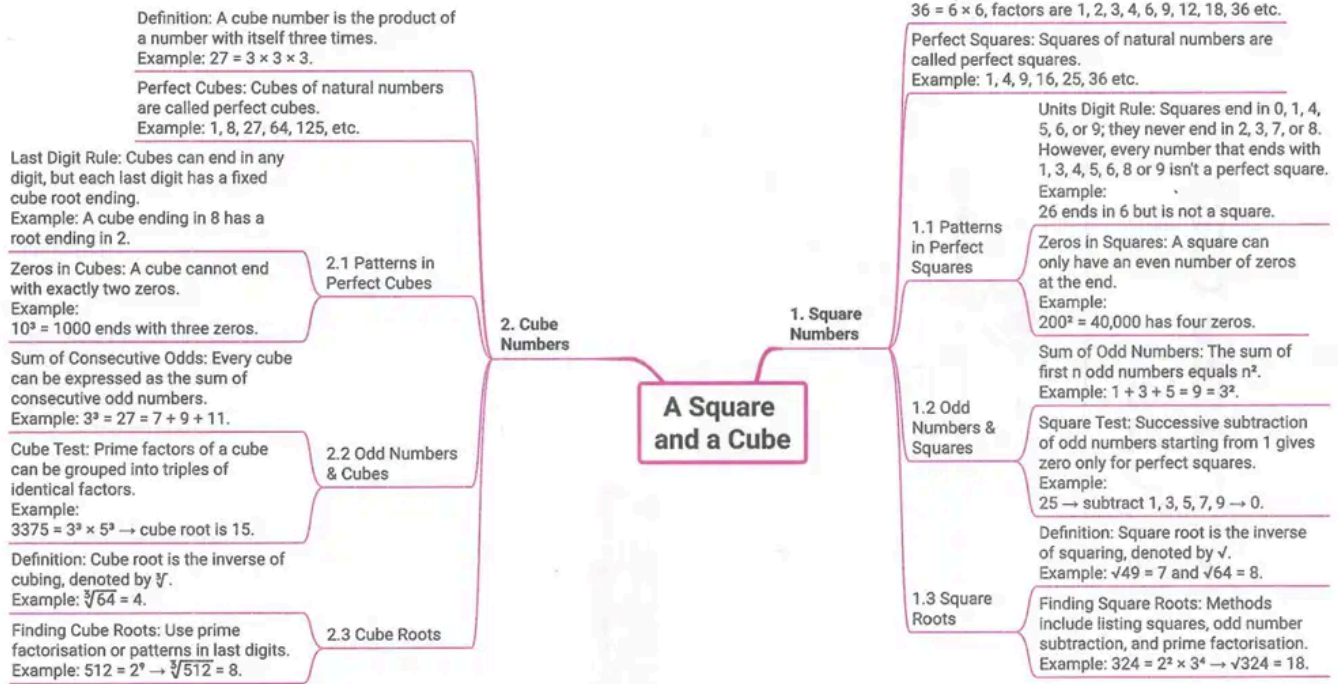 Definition: A cube number is the product of
a number with itself three times.
Example: 27 = 3 × 3 × 3.
Perfect Cubes: Cubes of natural numbers
are called perfect cubes.
Example: 1, 8, 27, 64, 125, etc.
Last Digit Rule: Cubes can end in any
digit, but each last digit has a fixed
cube root ending.
Example: A cube ending in 8 has a
root ending in 2.
2.1 Patterns in
Perfect Cubes
Zeros in Cubes: A cube cannot end
with exactly two zeros.
Example:
10³ = 1000 ends with three zeros.
2. Cube
Numbers
Sum of Consecutive Odds: Every cube
can be expressed as the sum of
consecutive odd numbers.
Example: 3³ = 27 = 7 + 9 + 11.
2.2 Odd Numbers
& Cubes
Cube Test: Prime factors of a cube
can be grouped into triples of
identical factors.
Example:
3375 = 3³ × 5³ → cube root is 15.
Definition: Cube root is the inverse of
cubing, denoted by ∛.
Example: ∛64 = 4.
2.3 Cube Roots
Finding Cube Roots: Use prime
factorisation or patterns in last digits.
Example: 512 = 2⁹ → ∛512 = 8.
A Square
and a Cube
36 = 6 × 6, factors are 1, 2, 3, 4, 6, 9, 12, 18, 36 etc.
Perfect Squares: Squares of natural numbers are
called perfect squares.
Example: 1, 4, 9, 16, 25, 36 etc.
1. Square
Numbers
Units Digit Rule: Squares end in 0, 1, 4,
5, 6, or 9; they never end in 2, 3, 7, or 8.
However, every number that ends with
1, 3, 4, 5, 6, 8 or 9 isn't a perfect square.
Example:
26 ends in 6 but is not a square.
1.1 Patterns
in Perfect
Squares
Zeros in Squares: A square can
only have an even number of zeros
at the end.
Example:
200² = 40,000 has four zeros.
Sum of Odd Numbers: The sum of
first n odd numbers equals n².
Example: 1 + 3 + 5 = 9 = 3².
1.2 Odd
Numbers &
Squares
Square Test: Successive subtraction
of odd numbers starting from 1 gives
zero only for perfect squares.
Example:
25 → subtract 1, 3, 5, 7, 9 → 0.
Definition: Square root is the inverse
of squaring, denoted by √.
Example: √49 = 7 and √64 = 8.
1.3 Square
Roots
Finding Square Roots: Methods
include listing squares, odd number
subtraction, and prime factorisation.
Example: 324 = 2² × 3⁴ → √324 = 18.